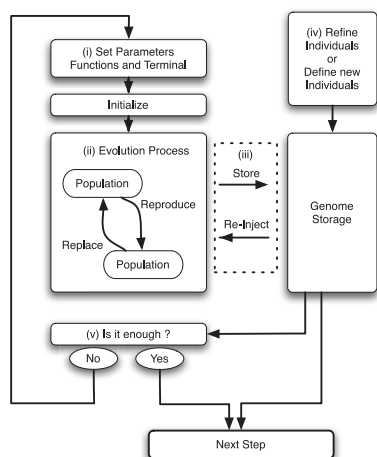 (i) Set Parameters
Functions and Terminal
(iv) Refine
Individuals
or
Define new
Individuals
Initialize
(ii) Evolution Process
(iii)
Store
Population
Reproduce
Re-Inject
Replace
Population
Genome
Storage
(v) Is it enough ?
No
Yes
Next Step